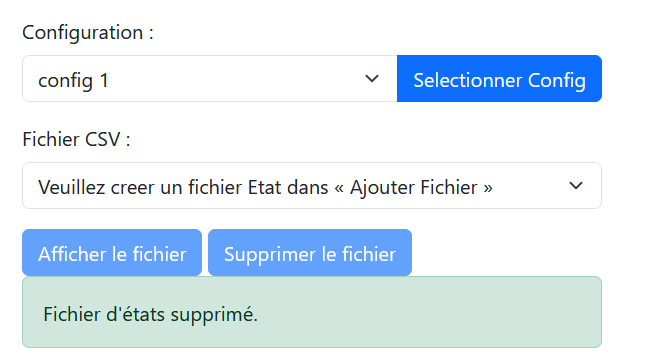 Configuration :
config 1
Selectionner Config
Fichier CSV :
Veuillez creer un fichier Etat dans « Ajouter Fichier »
Afficher le fichier
Supprimer le fichier
Fichier d'états supprimé.